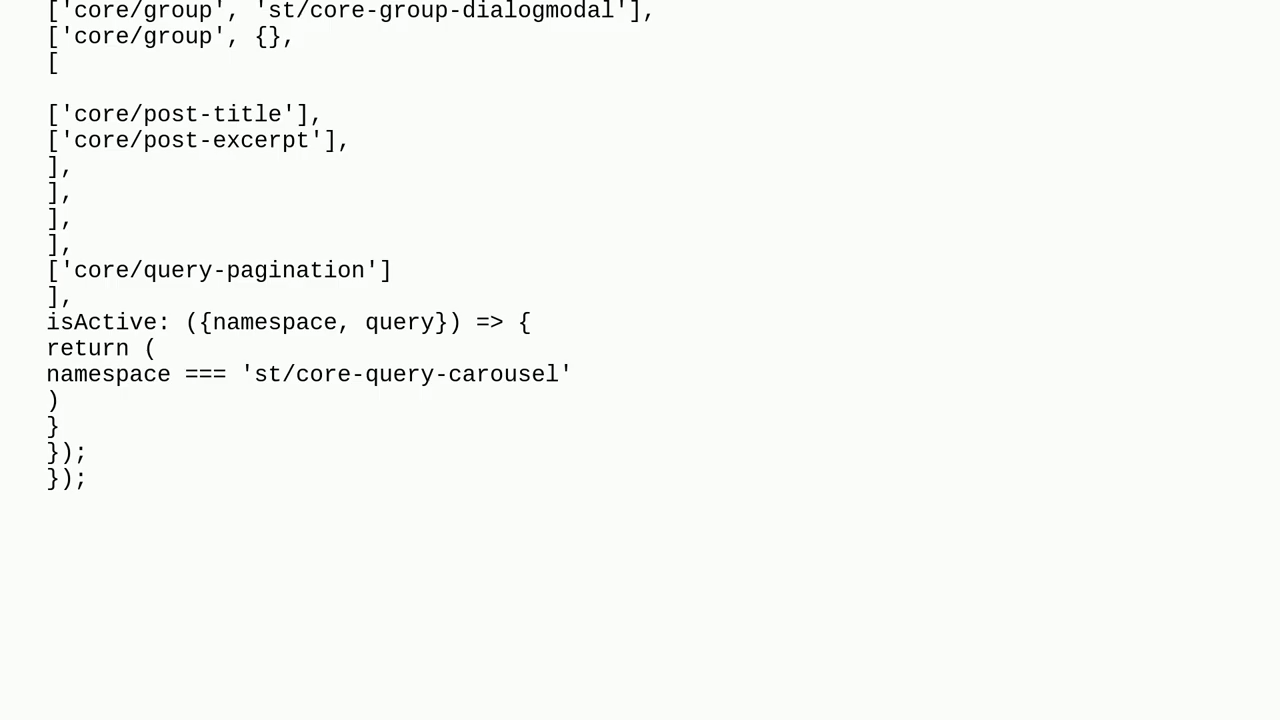 ['core/group', 'st/core-group-dialogmodal'],
['core/group', {},
[
['core/post-title'],
['core/post-excerpt'],
],
],
],
],
['core/query-pagination']
],
isActive: ({namespace, query}) => {
return (
namespace === 'st/core-query-carousel'
)
}
});
});